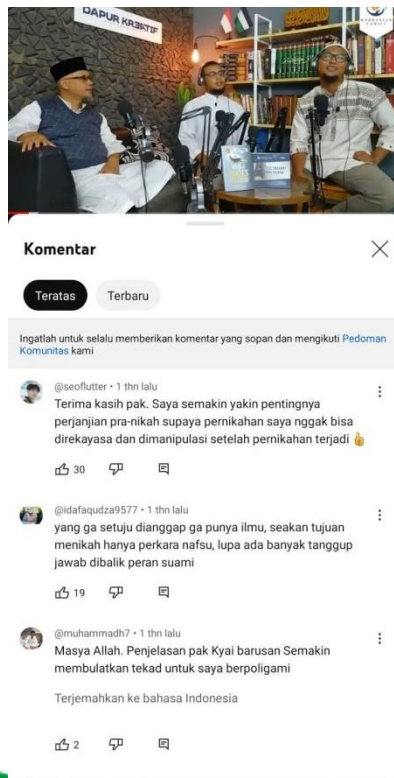 DAPUR KREATIF
Komentar
Teratas
Terbaru
Ingatlah untuk selalu memberikan komentar yang sopan dan mengikuti Pedoman
Komunitas kami
@seoflutter • 1 thn lalu
Terima kasih pak. Saya semakin yakin pentingnya
perjanjian pra-nikah supaya pernikahan saya nggak bisa
direkayasa dan dimanipulasi setelah pernikahan terjadi 👍
30
@idafaqudza9577 • 1 thn lalu
yang ga setuju dianggap ga punya ilmu, seakan tujuan
menikah hanya perkara nafsu, lupa ada banyak tanggup
jawab dibalik peran suami
19
@muhammadh7 • 1 thn lalu
Masya Allah. Penjelasan pak Kyai barusan Semakin
membulatkan tekad untuk saya berpoligami
Terjemahkan ke bahasa Indonesia
2